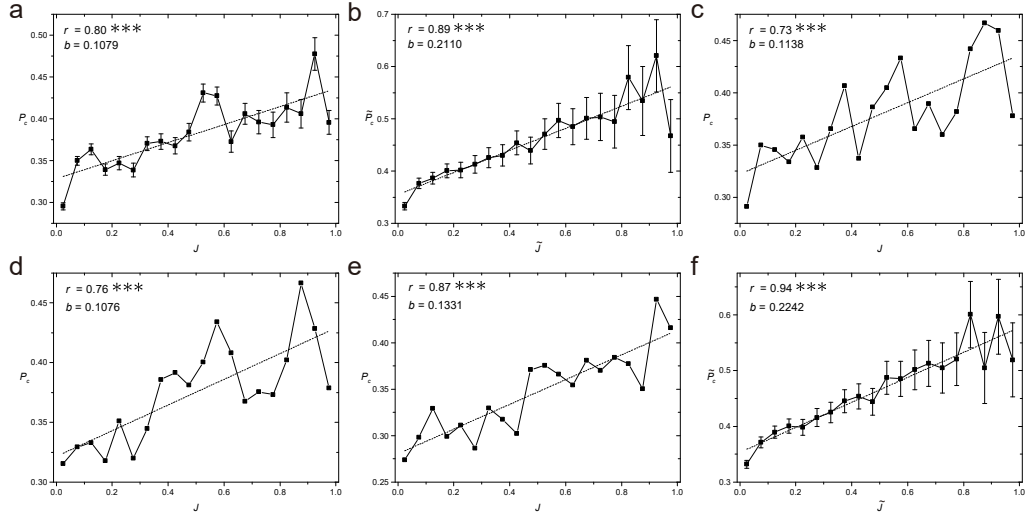 a
r = 0.80 ***
b = 0.1079
0.50
0.45
0.40
0.35
0.30
P_c
0.0
0.2
0.4
0.6
0.8
1.0
J
b
r = 0.89 ***
b = 0.2110
0.7
0.6
0.5
0.4
0.3
P̃_c
0.0
0.2
0.4
0.6
0.8
1.0
J̃
c
r = 0.73 ***
b = 0.1138
0.45
0.40
0.35
0.30
P_c
0.0
0.2
0.4
0.6
0.8
1.0
J
d
r = 0.76 ***
b = 0.1076
0.45
0.40
0.35
0.30
P_c
0.0
0.2
0.4
0.6
0.8
1.0
J
e
r = 0.87 ***
b = 0.1331
0.45
0.40
0.35
0.30
0.25
P_c
0.0
0.2
0.4
0.6
0.8
1.0
J
f
r = 0.94 ***
b = 0.2242
0.6
0.5
0.4
0.3
P̃_c
0.0
0.2
0.4
0.6
0.8
1.0
J̃